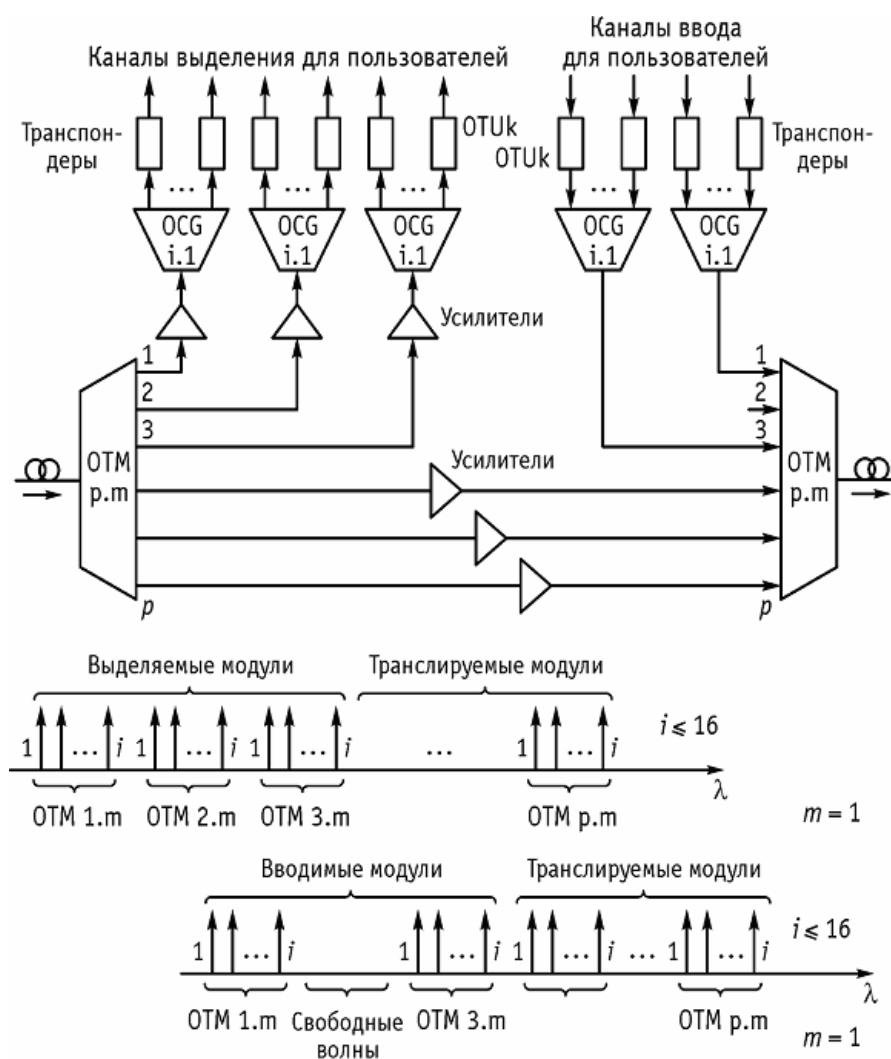 Каналы выделения для пользователей
Каналы ввода
для пользователей
Транспон-
деры
OTUk
OTUk
Транспон-
деры
... ... ... ... ...
OCG
i.1
OCG
i.1
OCG
i.1
OCG
i.1
OCG
i.1
Усилители
1
2
3
OTM
p.m
p
Усилители
1
2
3
OTM
p.m
p
Выделяемые модули
Транслируемые модули
1 ... i 1 ... i 1 ... i ... 1 ... i
i ⩽ 16
λ
OTM 1.m OTM 2.m OTM 3.m OTM p.m
m = 1
Вводимые модули
Транслируемые модули
1 ... i 1 ... i 1 ... i ... 1 ... i
i ⩽ 16
λ
OTM 1.m Свободные OTM 3.m OTM p.m
волны
m = 1